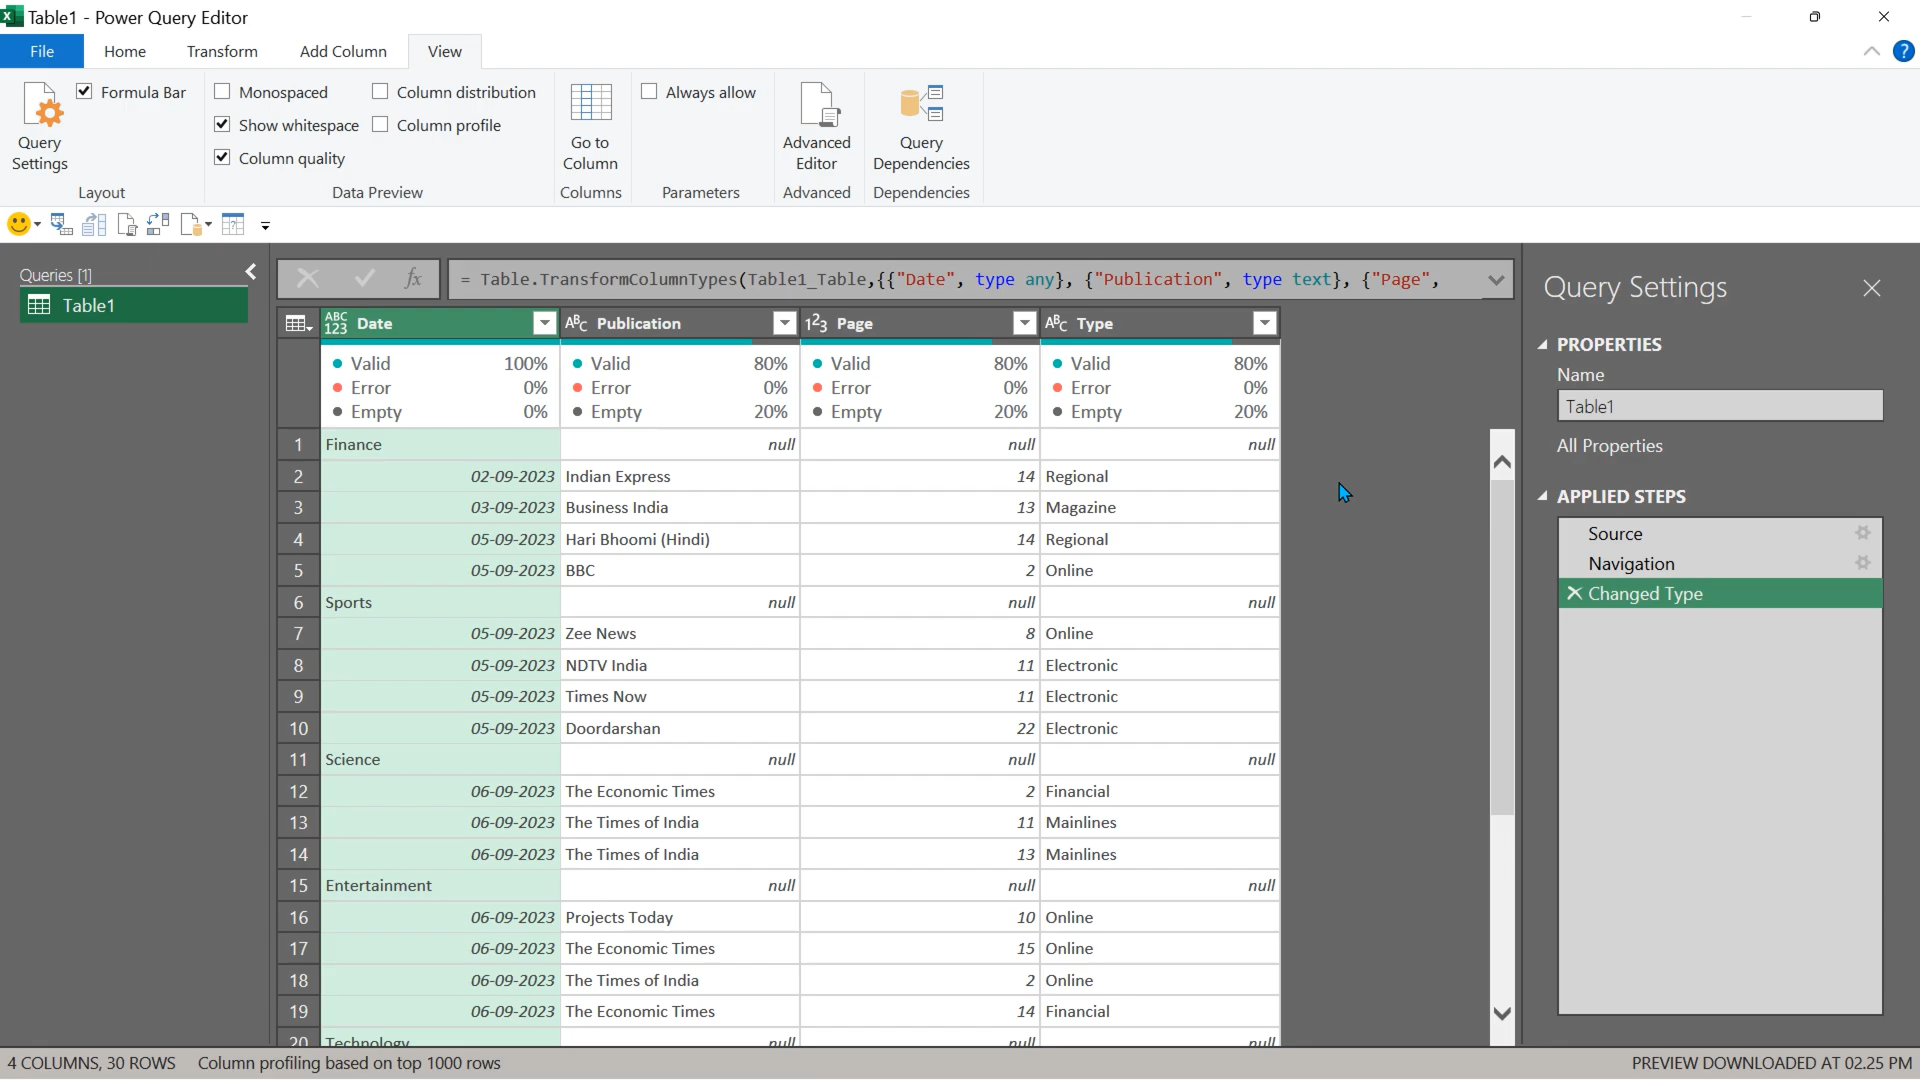 Table1 - Power Query Editor
File Home Transform Add Column View
Query Settings
Formula Bar
Layout
Monospaced
Show whitespace
Column quality
Column distribution
Column profile
Data Preview
Go to Column
Columns
Always allow
Parameters
Advanced Editor
Advanced
Query Dependencies
Dependencies
Queries [1]
Table1
fx
= Table.TransformColumnTypes(Table1_Table,{{"Date", type any}, {"Publication", type text}, {"Page",
ABC 123 Date ABC Publication 123 Page ABC Type
Valid 100% Valid 80% Valid 80% Valid 80%
Error 0% Error 0% Error 0% Error 0%
Empty 0% Empty 20% Empty 20% Empty 20%
1 Finance null null null
2 02-09-2023 Indian Express 14 Regional
3 03-09-2023 Business India 13 Magazine
4 05-09-2023 Hari Bhoomi (Hindi) 14 Regional
5 05-09-2023 BBC 2 Online
6 Sports null null null
7 05-09-2023 Zee News 8 Online
8 05-09-2023 NDTV India 11 Electronic
9 05-09-2023 Times Now 11 Electronic
10 05-09-2023 Doordarshan 22 Electronic
11 Science null null null
12 06-09-2023 The Economic Times 2 Financial
13 06-09-2023 The Times of India 11 Mainlines
14 06-09-2023 The Times of India 13 Mainlines
15 Entertainment null null null
16 06-09-2023 Projects Today 10 Online
17 06-09-2023 The Economic Times 15 Online
18 06-09-2023 The Times of India 2 Online
19 06-09-2023 The Economic Times 14 Financial
20 Technology null null null
Query Settings
PROPERTIES
Name
Table1
All Properties
APPLIED STEPS
Source
Navigation
Changed Type
4 COLUMNS, 30 ROWS Column profiling based on top 1000 rows
PREVIEW DOWNLOADED AT 02.25 PM